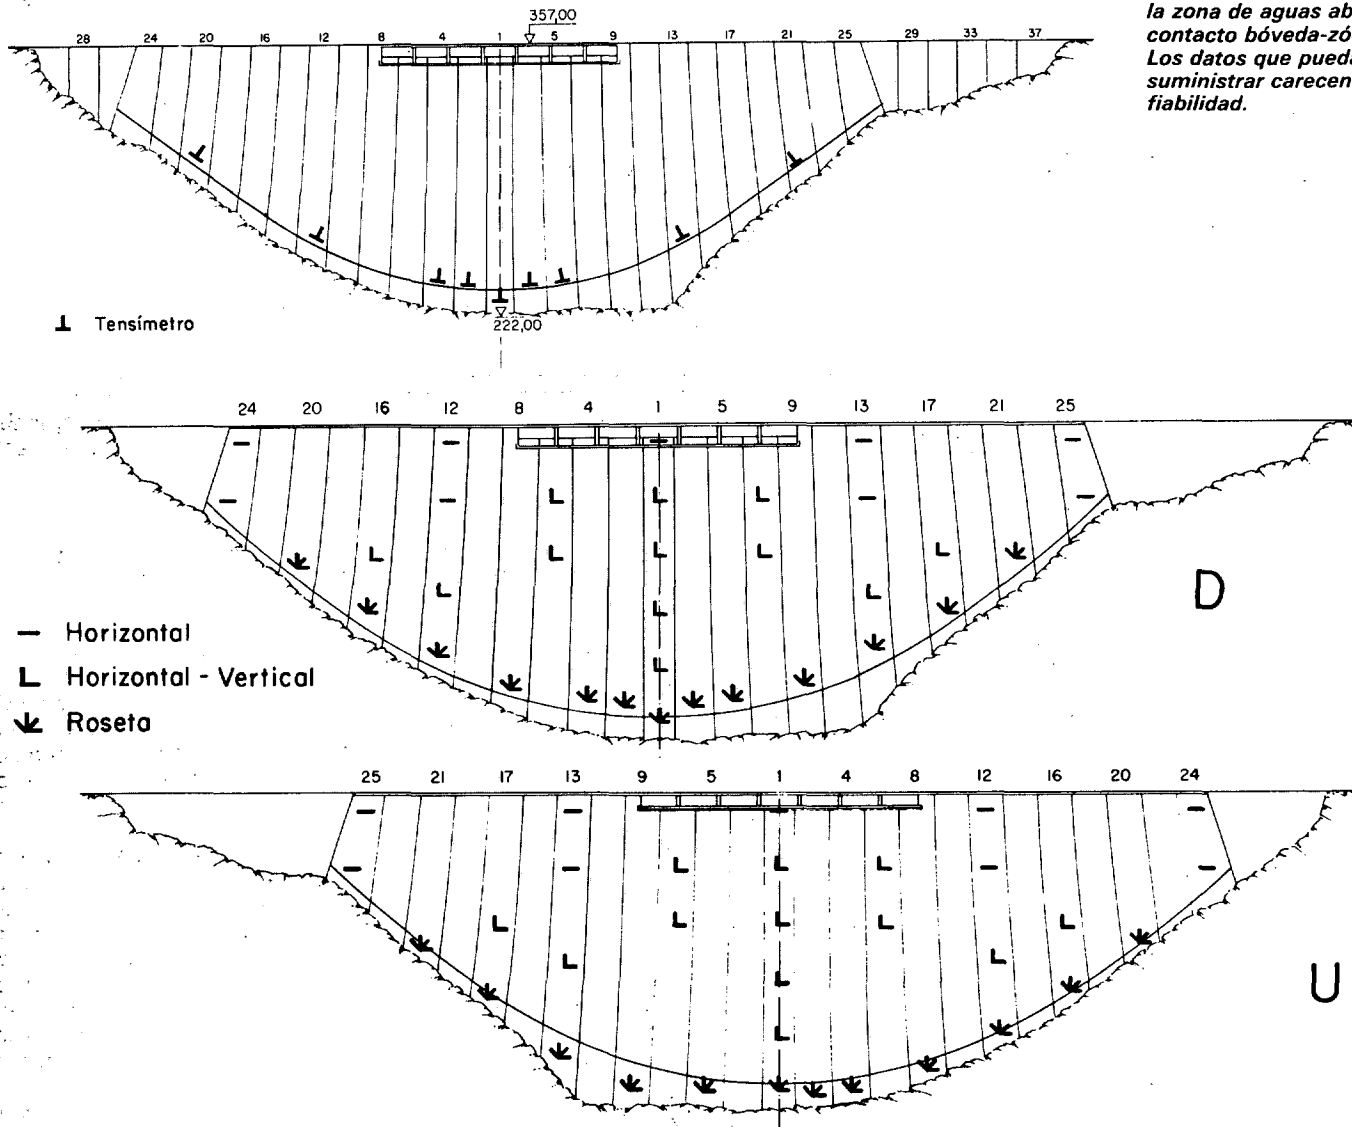 la zona de aguas ab
contacto bóveda-zó
Los datos que pueda
suministrar carecen
fiabilidad.
357,00
28 24 20 16 12 8 4 1 5 9 13 17 21 25 29 33 37
Tensímetro
222,00
24 20 16 12 8 4 1 5 9 13 17 21 25
D
Horizontal
Horizontal - Vertical
Roseta
25 21 17 13 9 5 1 4 8 12 16 20 24
U